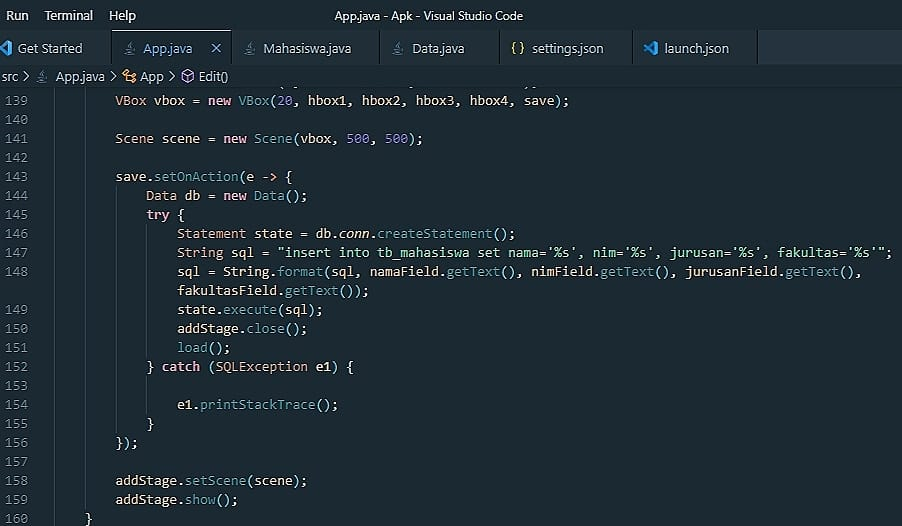 Run Terminal Help App.java - Apk - Visual Studio Code
Get Started App.java Mahasiswa.java Data.java {} settings.json launch.json
src > App.java > App > Edit()
139 VBox vbox = new VBox(20, hbox1, hbox2, hbox3, hbox4, save);
140
141 Scene scene = new Scene(vbox, 500, 500);
142
143 save.setOnAction(e -> {
144 Data db = new Data();
145 try {
146 Statement state = db.conn.createStatement();
147 String sql = "insert into tb_mahasiswa set nama='%s', nim='%s', jurusan='%s', fakultas='%s'";
148 sql = String.format(sql, namaField.getText(), nimField.getText(), jurusanField.getText(),
fakultasField.getText());
149 state.execute(sql);
150 addStage.close();
151 load();
152 } catch (SQLException e1) {
153
154 e1.printStackTrace();
155 }
156 });
157
158 addStage.setScene(scene);
159 addStage.show();
160 }